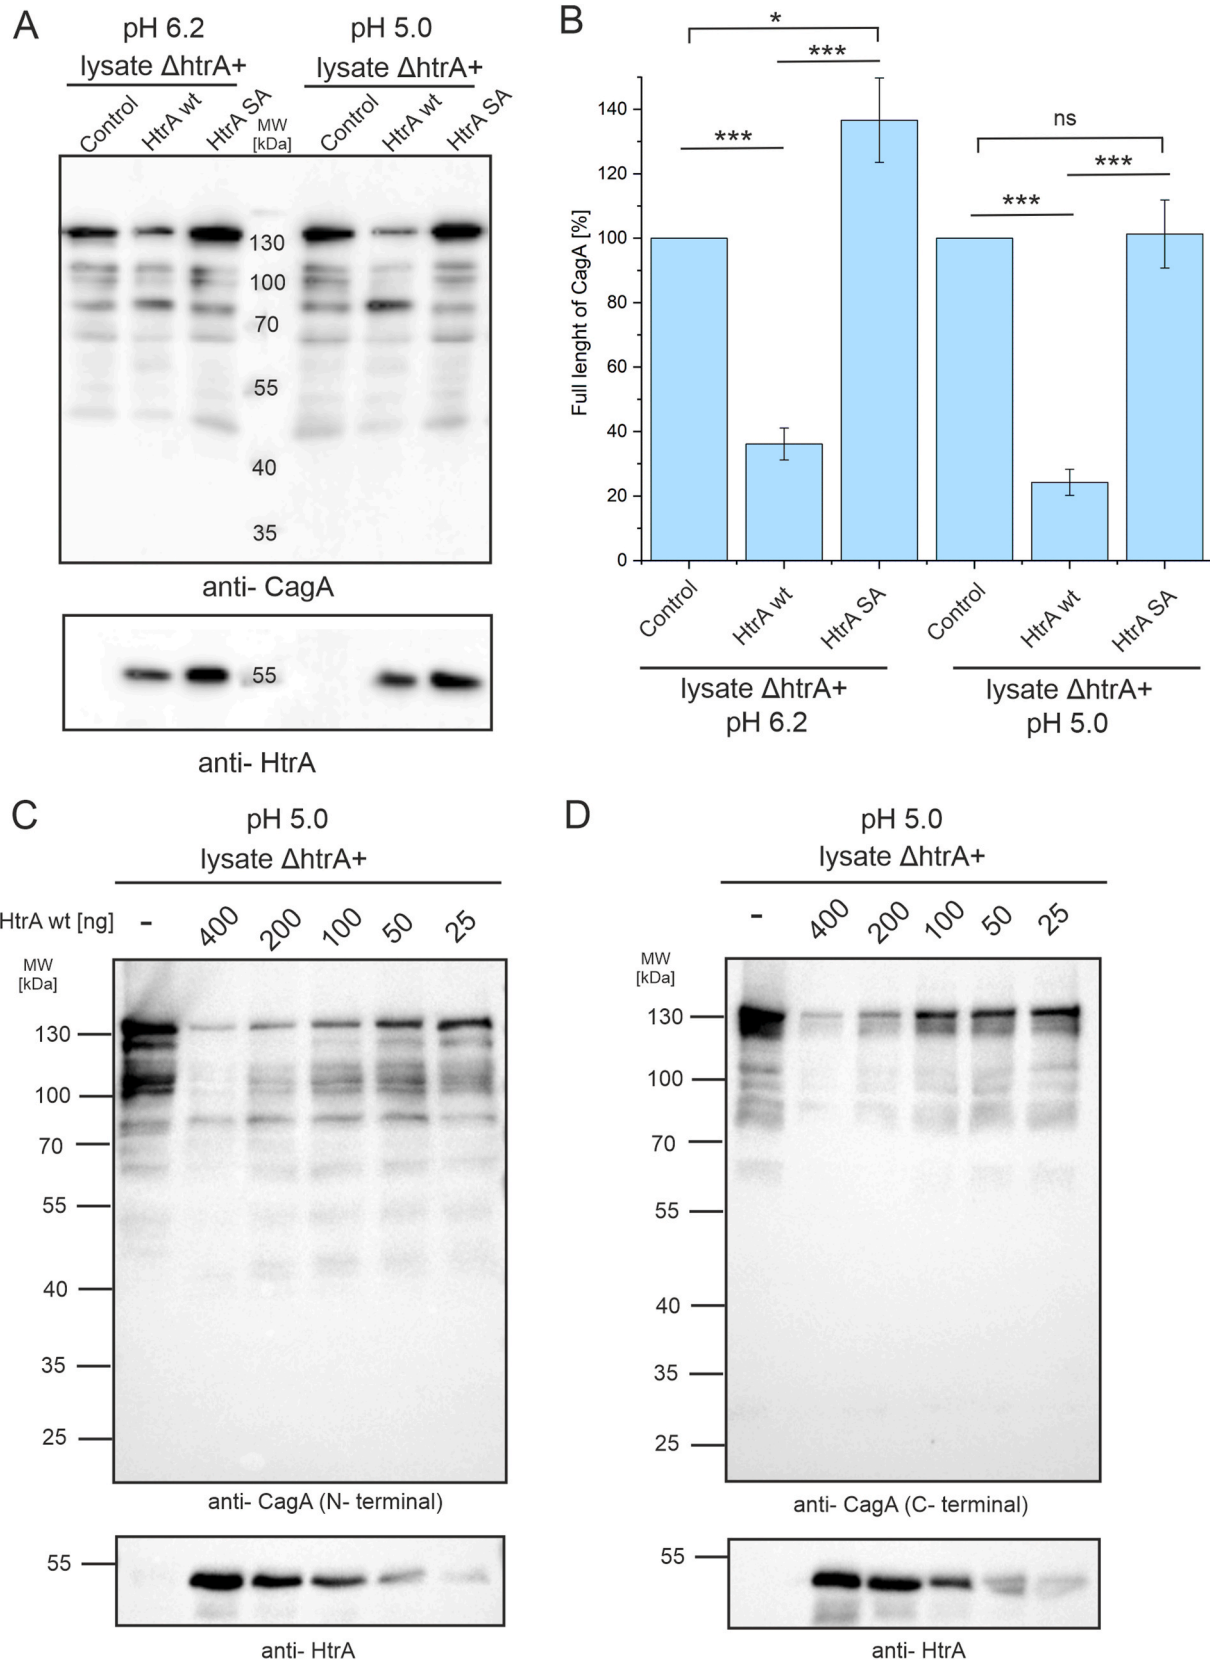 A
pH 6.2
pH 5.0
lysate ΔhtrA+
lysate ΔhtrA+
Control
HtrA wt
HtrA SA
MW
[kDa]
Control
HtrA wt
HtrA SA
130
100
70
55
40
35
anti- CagA
55
anti- HtrA
B
*
***
***
ns
***
***
Full lenght of CagA [%]
140
120
100
80
60
40
20
0
Control
HtrA wt
HtrA SA
Control
HtrA wt
HtrA SA
lysate ΔhtrA+
pH 6.2
lysate ΔhtrA+
pH 5.0
C
pH 5.0
lysate ΔhtrA+
HtrA wt [ng]
-
400
200
100
50
25
MW
[kDa]
130
100
70
55
40
35
25
anti- CagA (N- terminal)
55
anti- HtrA
D
pH 5.0
lysate ΔhtrA+
-
400
200
100
50
25
MW
[kDa]
130
100
70
55
40
35
25
anti- CagA (C- terminal)
55
anti- HtrA